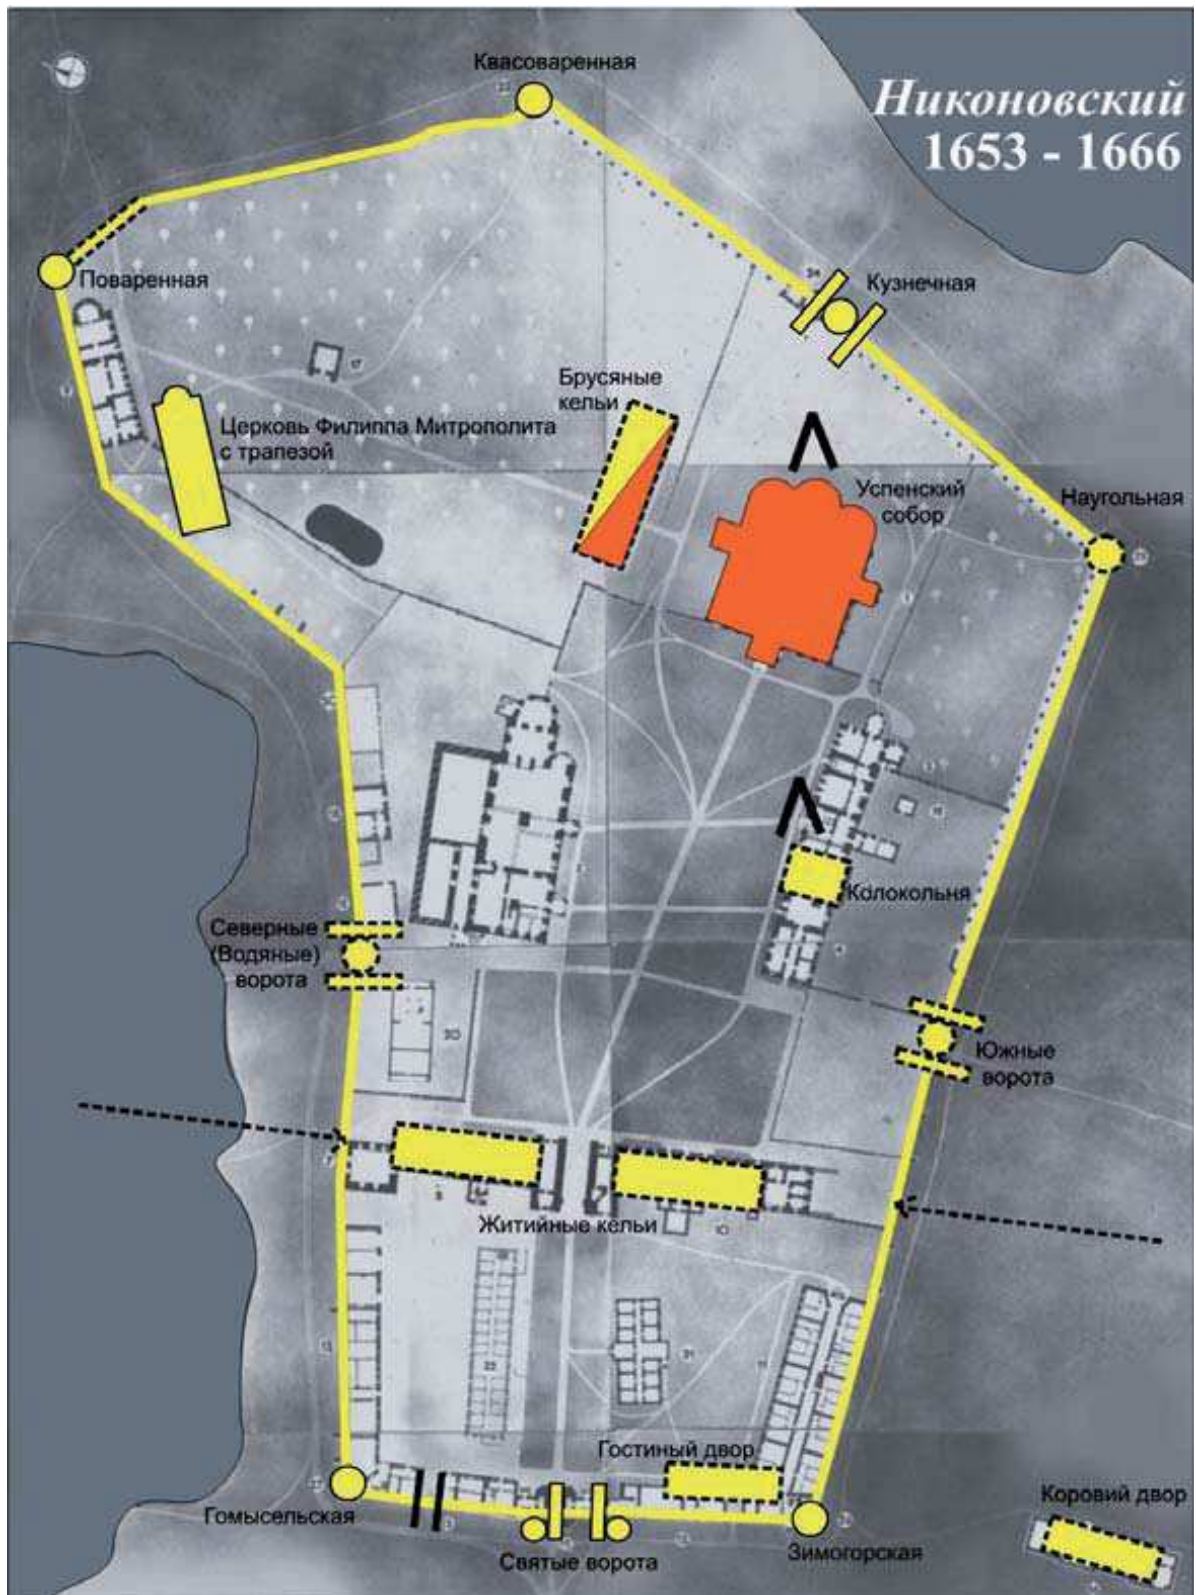 Квасоваренная
Никоновский
1653 - 1666
Поваренная
Кузнечная
Брусяные
кельи
Церковь Филиппа Митрополита
с трапезой
Успенский
собор
Наугольная
Колокольня
Северные
(Водяные)
ворота
Южные
ворота
Житийные кельи
Гостиный двор
Коровий двор
Гомысельская
Святые ворота
Зимогорская